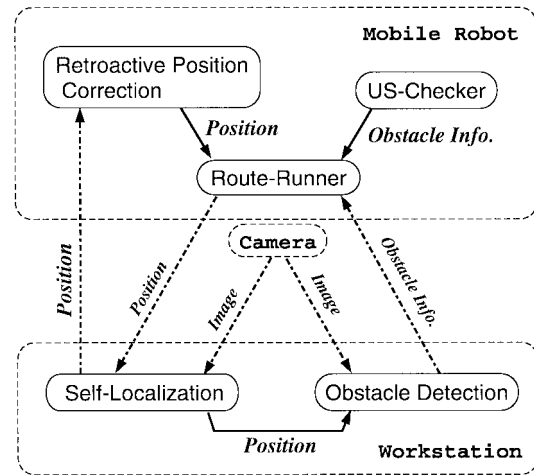 Mobile Robot
Retroactive Position
Correction
US-Checker
Position
Obstacle Info.
Route-Runner
Camera
Position
Position
Image
Image
Obstacle Info.
Self-Localization
Obstacle Detection
Position
Workstation